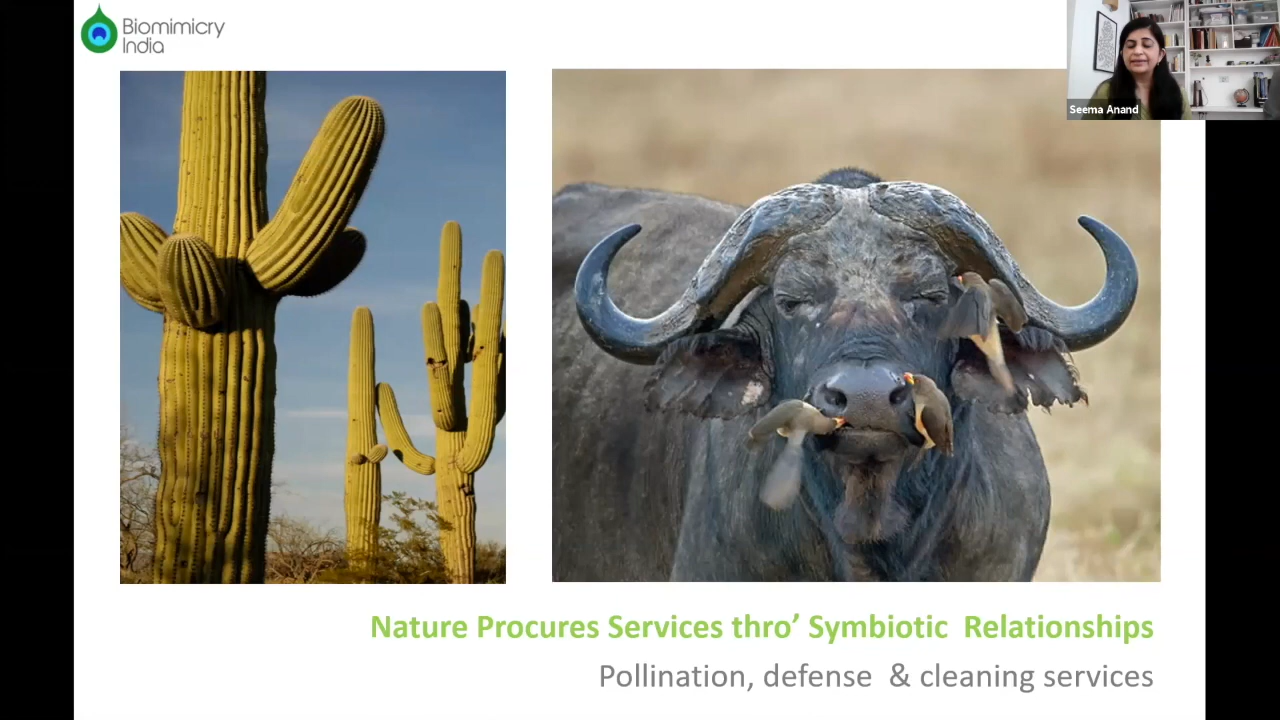 Biomimicry
India
Seema Anand
Nature Procures Services thro’ Symbiotic  Relationships
Pollination, defense  & cleaning services